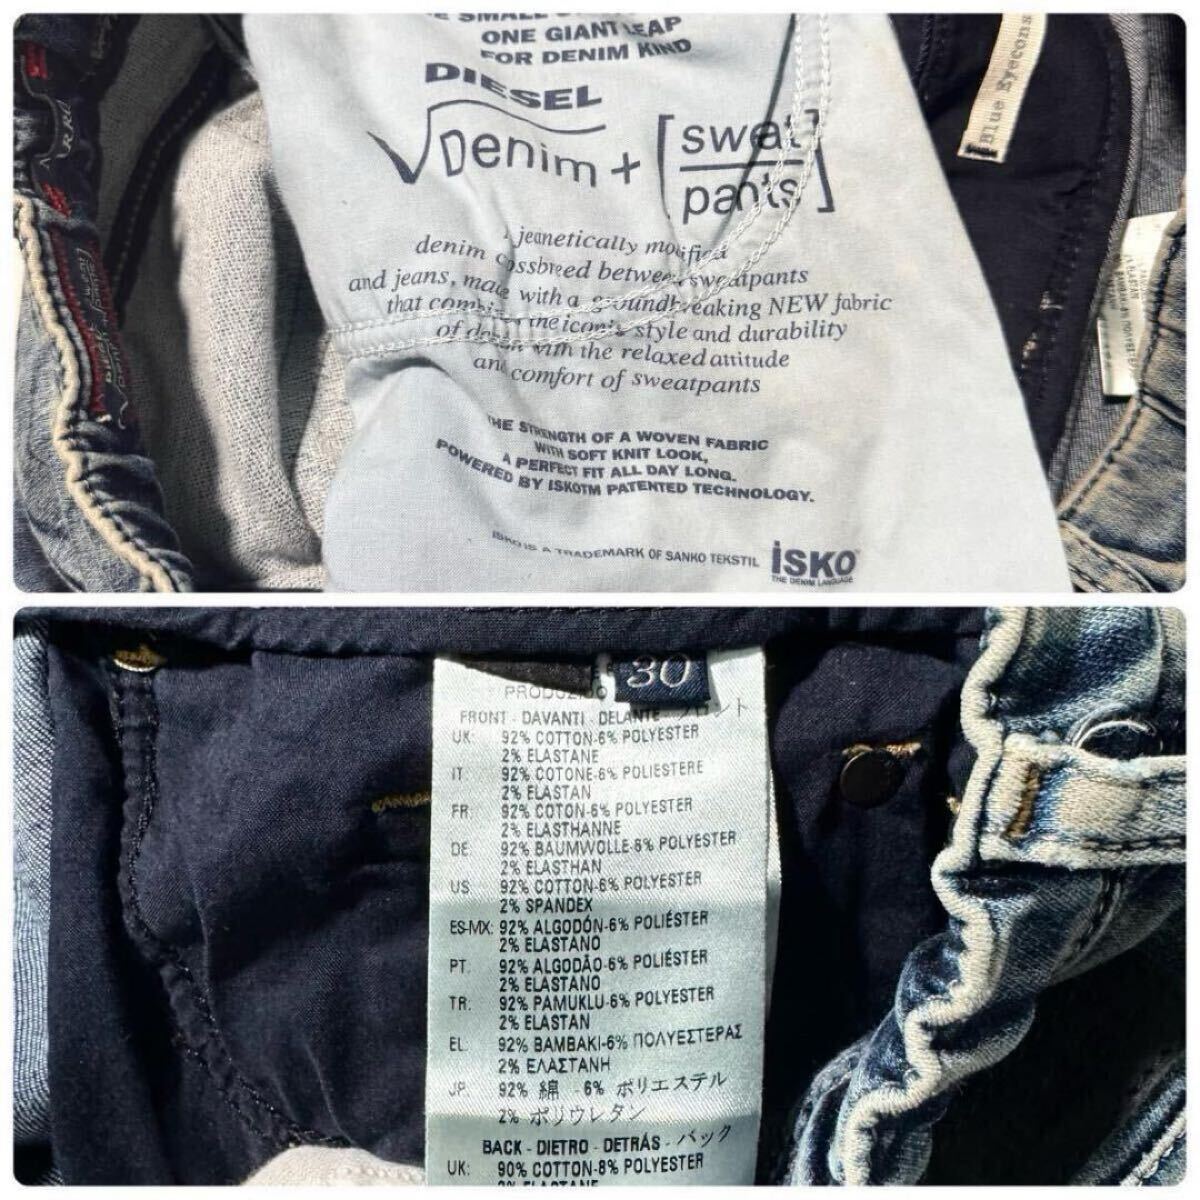 ONE GIANT LEAP
FOR DENIM KIND
DIESEL
√Denim + [sweat
pants]
jeanetically modified
denim crossbreed between sweatpants
and jeans, made with a groundbreaking NEW fabric
that combines the iconic style and durability
of denim with the relaxed attitude
and comfort of sweatpants
THE STRENGTH OF A WOVEN FABRIC
WITH SOFT KNIT LOOK,
A PERFECT FIT ALL DAY LONG.
POWERED BY ISKOTM PATENTED TECHNOLOGY.
ISKO IS A TRADEMARK OF SANKO TEKSTIL
iSKO
THE DENIM LANGUAGE
Blue Eyecons
30
FRONT - DAVANTI - DELANTE - フロント
UK: 92% COTTON-6% POLYESTER
2% ELASTANE
IT: 92% COTONE-6% POLIESTERE
2% ELASTAN
FR: 92% COTON-6% POLYESTER
2% ELASTHANNE
DE: 92% BAUMWOLLE-6% POLYESTER
2% ELASTHAN
US: 92% COTTON-6% POLYESTER
2% SPANDEX
ES-MX: 92% ALGODÓN-6% POLIÉSTER
2% ELASTANO
PT: 92% ALGODÃO-6% POLIÉSTER
2% ELASTANO
TR: 92% PAMUKLU-6% POLYESTER
2% ELASTAN
EL: 92% BAMBAKI-6% ΠΟΛΥΕΣΤΕΡΑΣ
2% ΕΛΑΣΤΑΝΗ
JP: 92% 綿 -6% ポリエステル
2% ポリウレタン
BACK - DIETRO - DETRÁS - バック
UK: 90% COTTON-8% POLYESTER